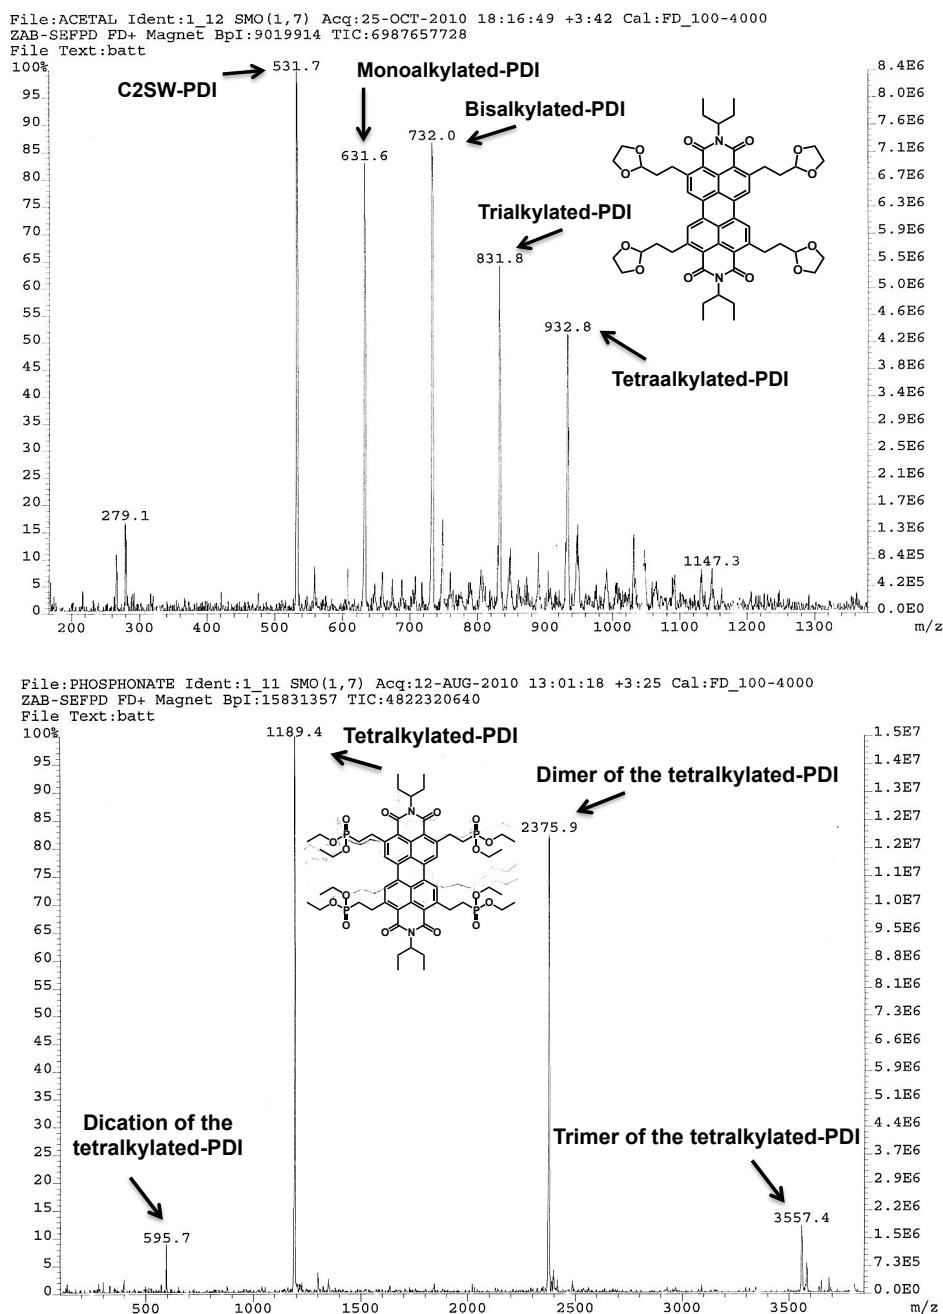 File:ACETAL Ident:1_12 SMO(1,7) Acq:25-OCT-2010 18:16:49 +3:42 Cal:FD_100-4000
ZAB-SEFPD FD+ Magnet BpI:9019914 TIC:6987657728
File Text:batt
100%
95
90
85
80
75
70
65
60
55
50
45
40
35
30
25
20
15
10
5
0
C2SW-PDI
531.7
Monoalkylated-PDI
631.6
Bisalkylated-PDI
732.0
Trialkylated-PDI
831.8
932.8
Tetraalkylated-PDI
279.1
1147.3
O N O
O O O O
O O O O
O N O
8.4E6
8.0E6
7.6E6
7.1E6
6.7E6
6.3E6
5.9E6
5.5E6
5.0E6
4.6E6
4.2E6
3.8E6
3.4E6
2.9E6
2.5E6
2.1E6
1.7E6
1.3E6
8.4E5
4.2E5
0.0E0
200 300 400 500 600 700 800 900 1000 1100 1200 1300 m/z
File:PHOSPHONATE Ident:1_11 SMO(1,7) Acq:12-AUG-2010 13:01:18 +3:25 Cal:FD_100-4000
ZAB-SEFPD FD+ Magnet BpI:15831357 TIC:4822320640
File Text:batt
100%
95
90
85
80
75
70
65
60
55
50
45
40
35
30
25
20
15
10
5
0
1189.4
Tetralkylated-PDI
Dimer of the tetralkylated-PDI
2375.9
O N O
O P O O P O
O O
O O
O P O O P O
O N O
Dication of the
tetralkylated-PDI
595.7
Trimer of the tetralkylated-PDI
3557.4
1.5E7
1.4E7
1.3E7
1.3E7
1.2E7
1.1E7
1.0E7
9.5E6
8.8E6
8.1E6
7.3E6
6.6E6
5.9E6
5.1E6
4.4E6
3.7E6
2.9E6
2.2E6
1.5E6
7.3E5
0.0E0
500 1000 1500 2000 2500 3000 3500 m/z